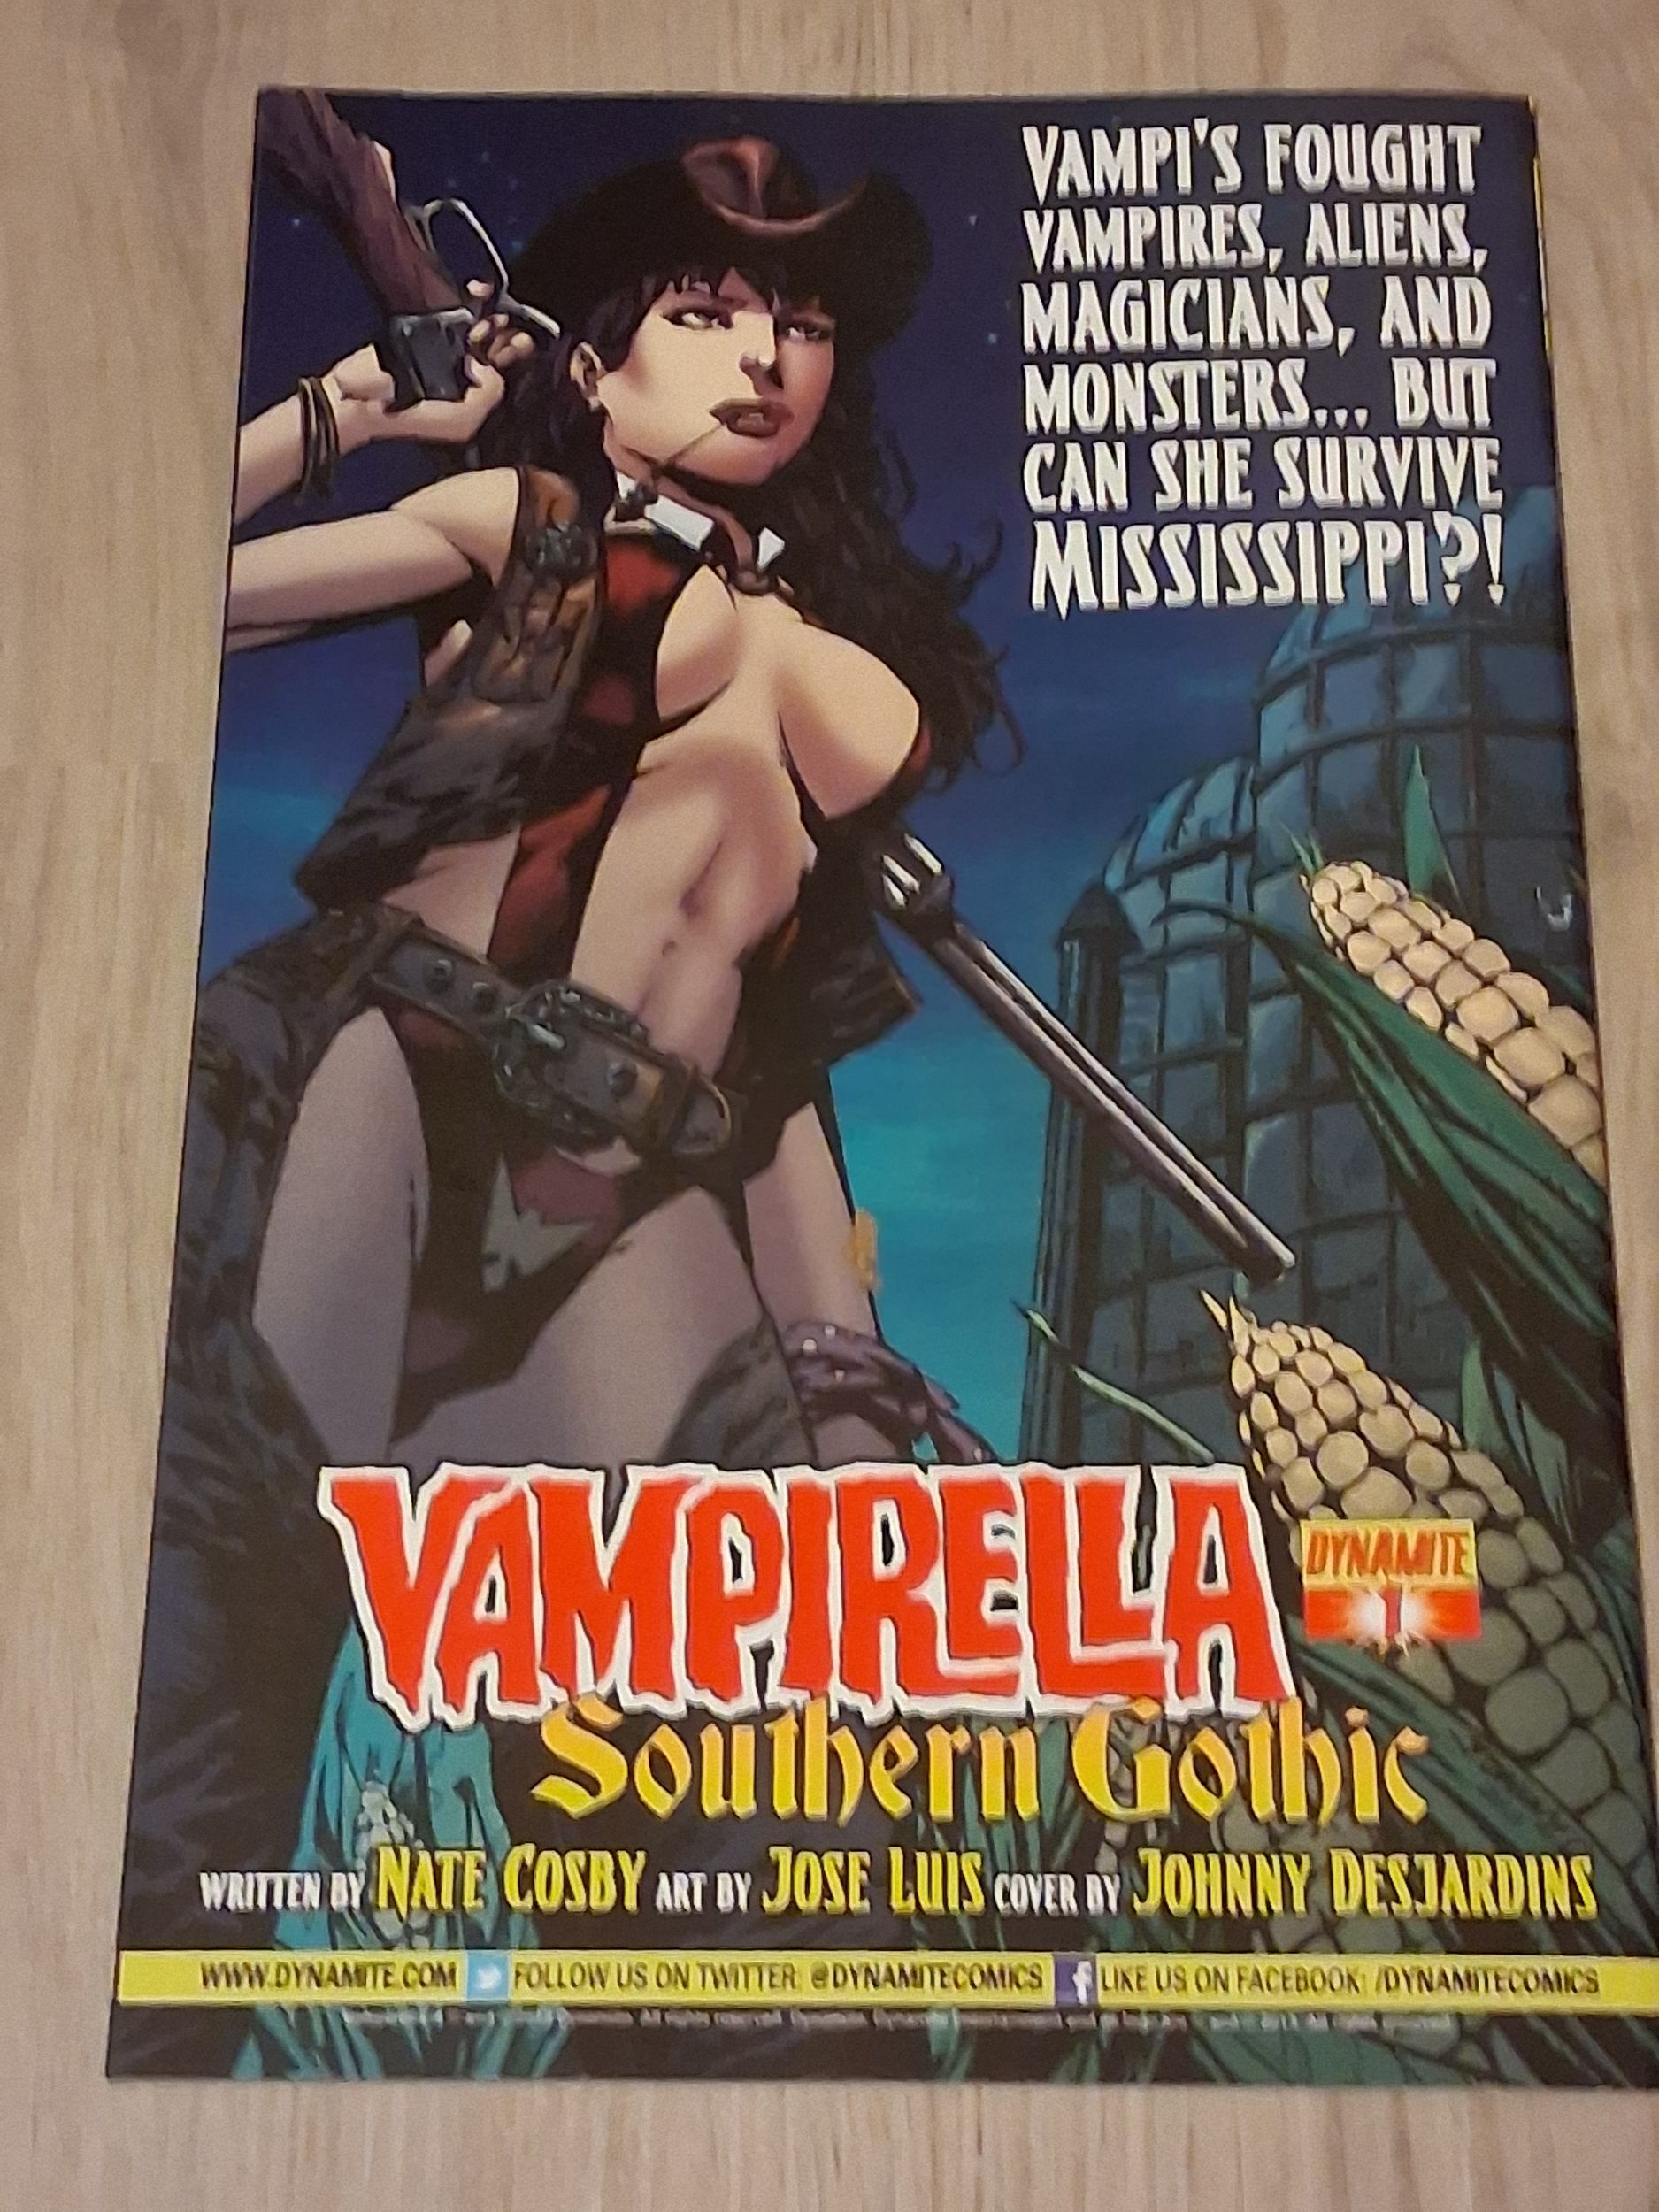 VAMPI'S FOUGHT
VAMPIRES, ALIENS,
MAGICIANS, AND
MONSTERS... BUT
CAN SHE SURVIVE
MISSISSIPPI?!
VAMPIRELLA
DYNAMITE
1
Southern Gothic
WRITTEN BY NATE COSBY ART BY JOSE LUIS COVER BY JOHNNY DESJARDINS
WWW.DYNAMITE.COM FOLLOW US ON TWITTER: @DYNAMITECOMICS f LIKE US ON FACEBOOK: /DYNAMITECOMICS